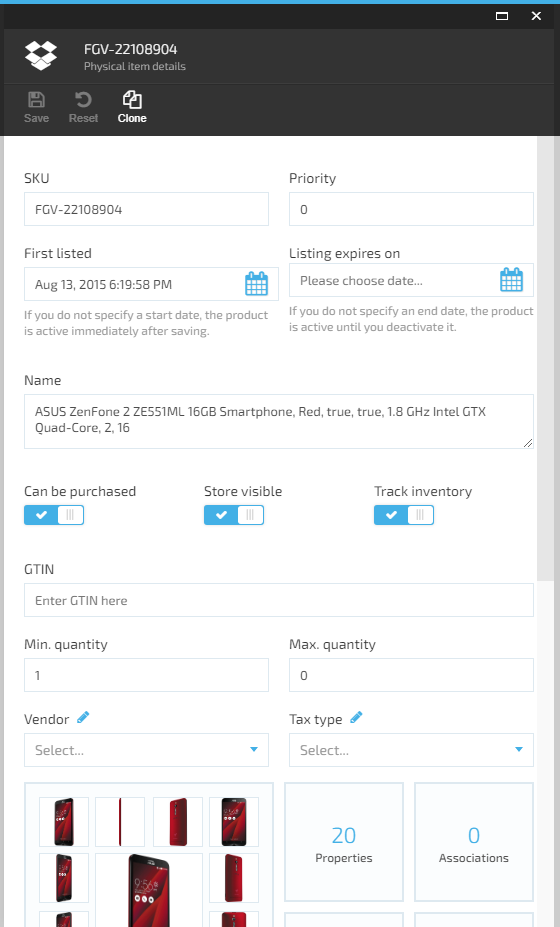 FGV-22108904
Physical item details
Save Reset Clone
SKU Priority
FGV-22108904 0
First listed Listing expires on
Aug 13, 2015 6:19:58 PM Please choose date...
If you do not specify a start date, the product
is active immediately after saving.
If you do not specify an end date, the product
is active until you deactivate it.
Name
ASUS ZenFone 2 ZE551ML 16GB Smartphone, Red, true, true, 1.8 GHz Intel GTX
Quad-Core, 2, 16
Can be purchased Store visible Track inventory
GTIN
Enter GTIN here
Min. quantity Max. quantity
1 0
Vendor Tax type
Select... Select...
20 0
Properties Associations
9:56